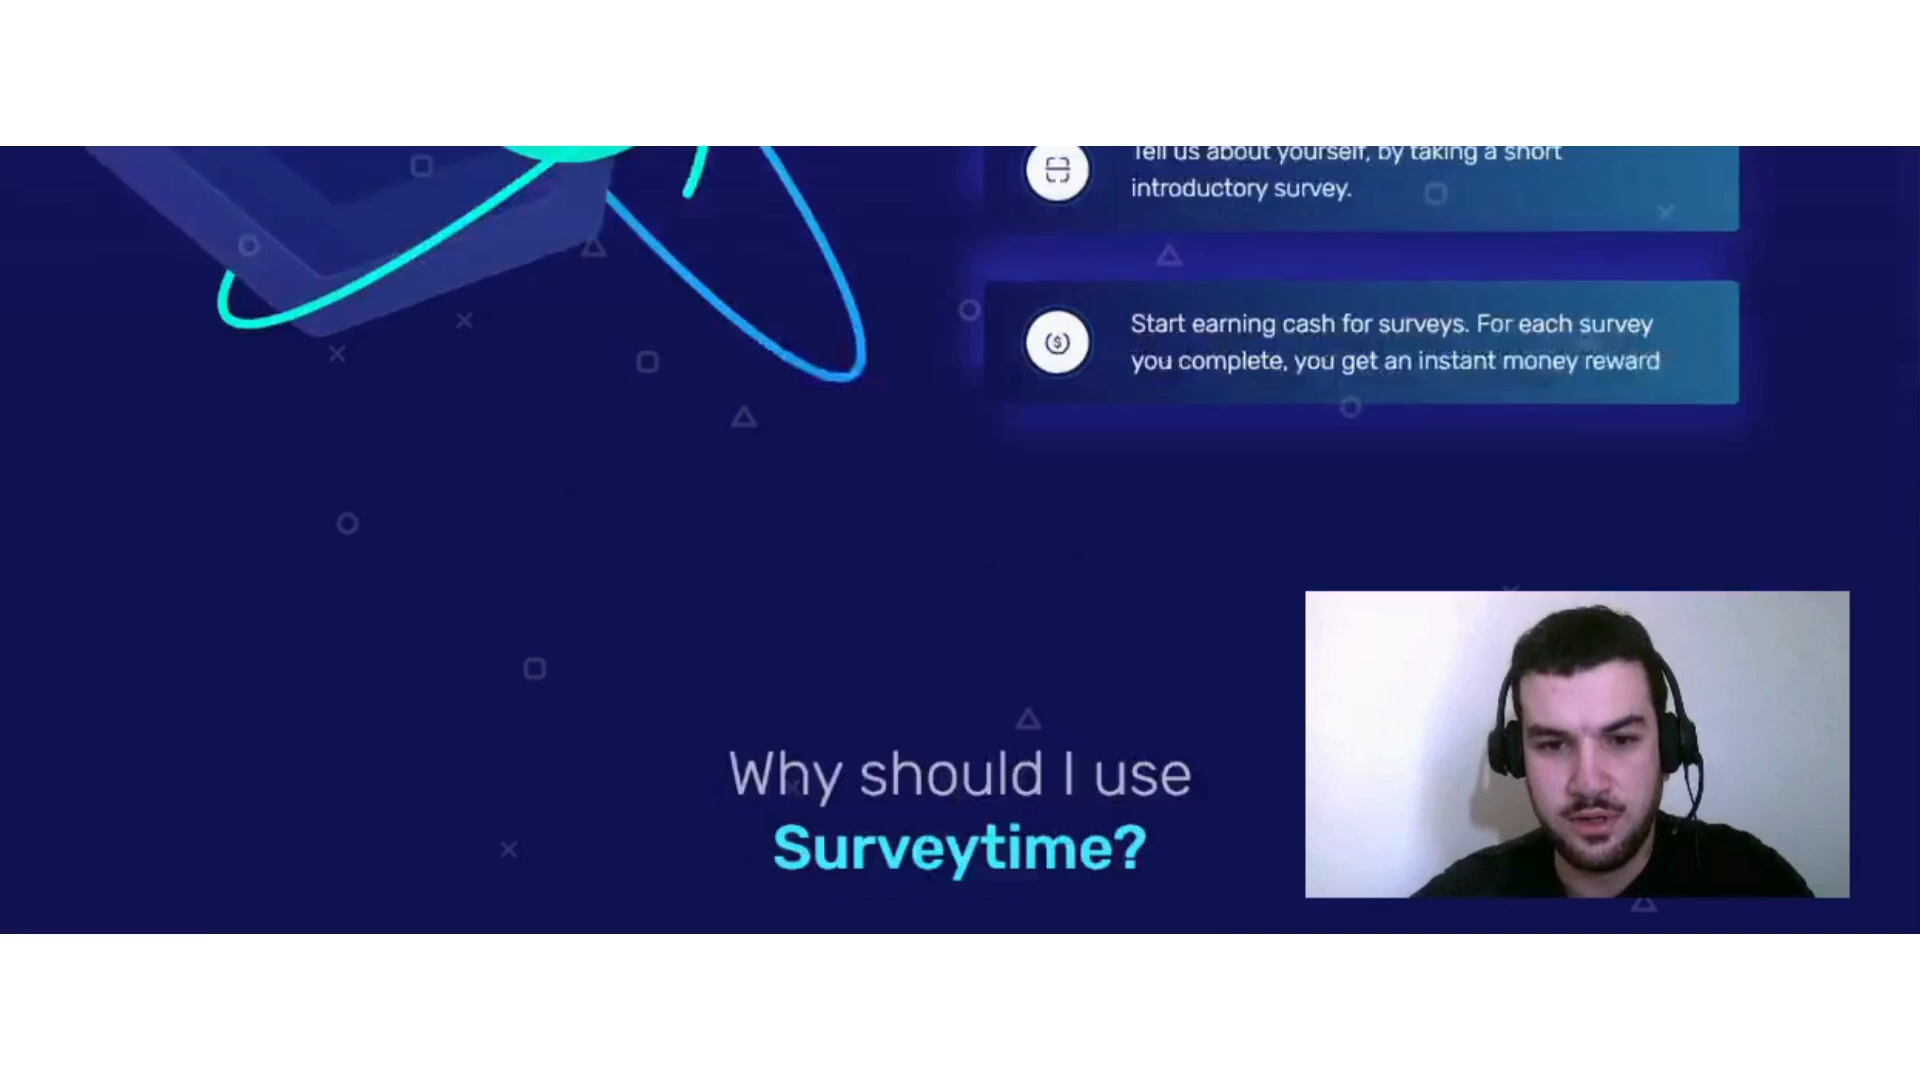 Tell us about yourself, by taking a short
introductory survey.
Start earning cash for surveys. For each survey
you complete, you get an instant money reward
Why should I use
Surveytime?